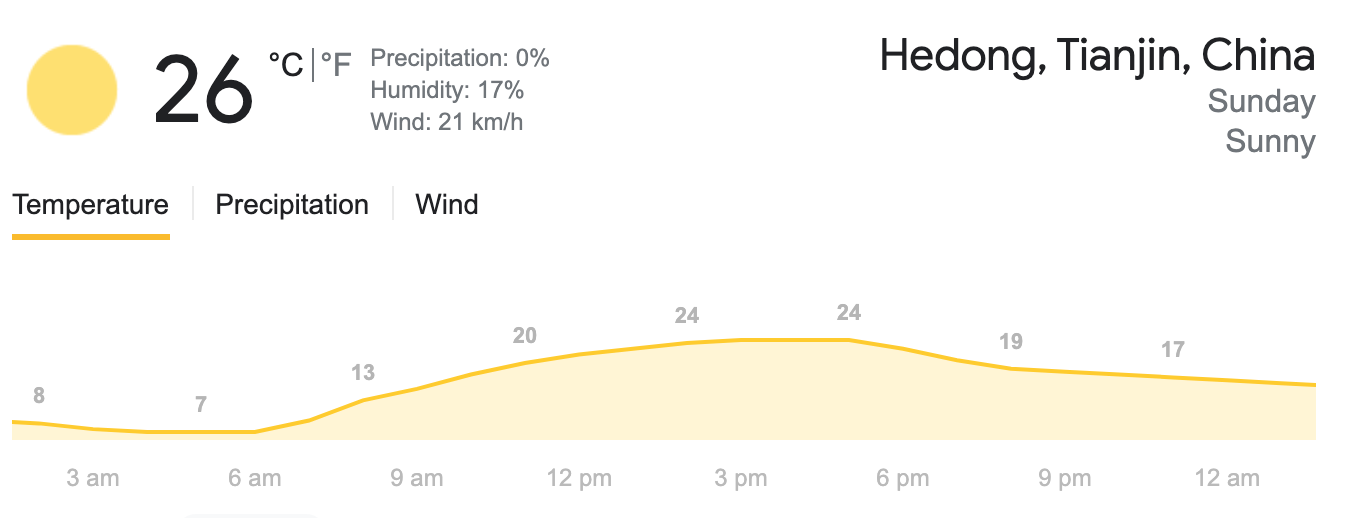 26 °C | °F
Precipitation: 0%
Humidity: 17%
Wind: 21 km/h
Hedong, Tianjin, China
Sunday
Sunny
Temperature Precipitation Wind
8 7 13 20 24 24 19 17
3 am 6 am 9 am 12 pm 3 pm 6 pm 9 pm 12 am